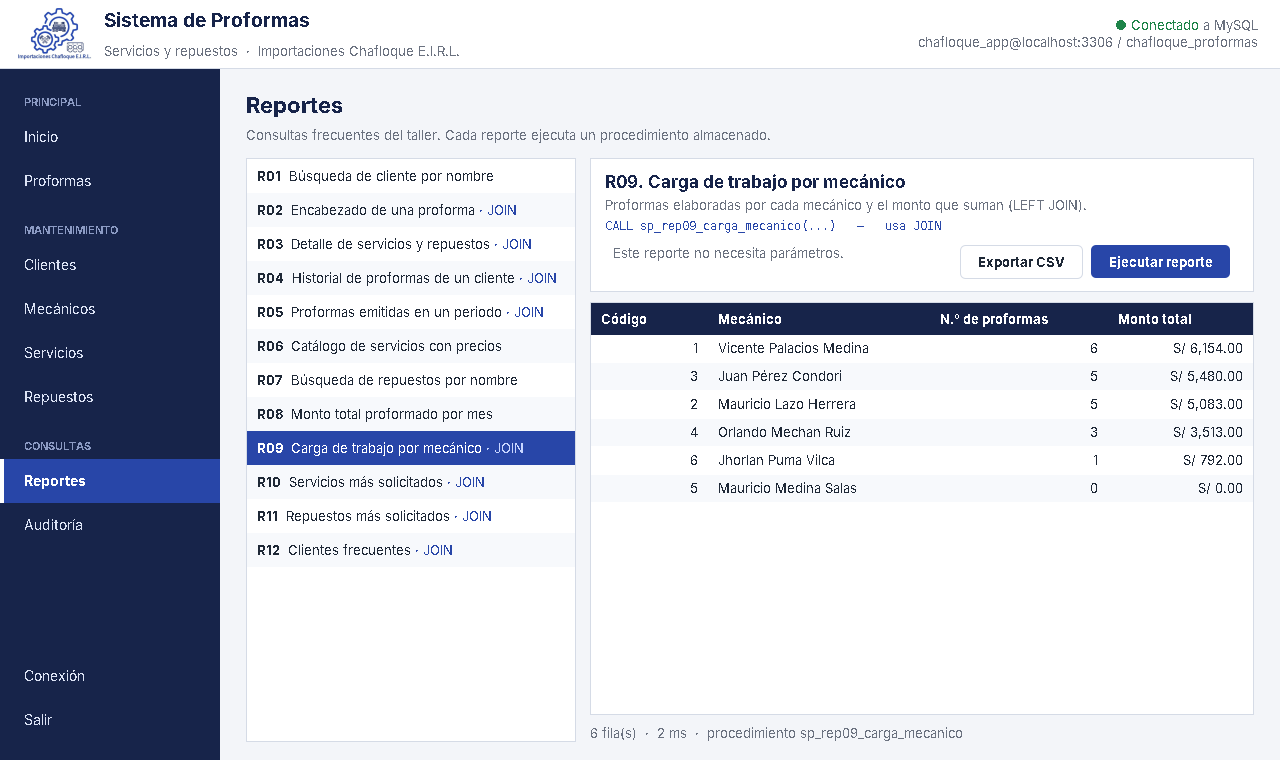 Importaciones Chafloque E.I.R.L.
Sistema de Proformas
Servicios y repuestos · Importaciones Chafloque E.I.R.L.
Conectado a MySQL
chafloque_app@localhost:3306 / chafloque_proformas
PRINCIPAL
Inicio
Proformas
MANTENIMIENTO
Clientes
Mecánicos
Servicios
Repuestos
CONSULTAS
Reportes
Auditoría
Conexión
Salir
Reportes
Consultas frecuentes del taller. Cada reporte ejecuta un procedimiento almacenado.
R01 Búsqueda de cliente por nombre
R02 Encabezado de una proforma · JOIN
R03 Detalle de servicios y repuestos · JOIN
R04 Historial de proformas de un cliente · JOIN
R05 Proformas emitidas en un periodo · JOIN
R06 Catálogo de servicios con precios
R07 Búsqueda de repuestos por nombre
R08 Monto total proformado por mes
R09 Carga de trabajo por mecánico · JOIN
R10 Servicios más solicitados · JOIN
R11 Repuestos más solicitados · JOIN
R12 Clientes frecuentes · JOIN
R09. Carga de trabajo por mecánico
Proformas elaboradas por cada mecánico y el monto que suman (LEFT JOIN).
CALL sp_rep09_carga_mecanico(...) — usa JOIN
Este reporte no necesita parámetros.
Exportar CSV
Ejecutar reporte
Código Mecánico N.° de proformas Monto total
1 Vicente Palacios Medina 6 S/ 6,154.00
3 Juan Pérez Condori 5 S/ 5,480.00
2 Mauricio Lazo Herrera 5 S/ 5,083.00
4 Orlando Mechan Ruiz 3 S/ 3,513.00
6 Jhorlan Puma Vilca 1 S/ 792.00
5 Mauricio Medina Salas 0 S/ 0.00
6 fila(s) · 2 ms · procedimiento sp_rep09_carga_mecanico